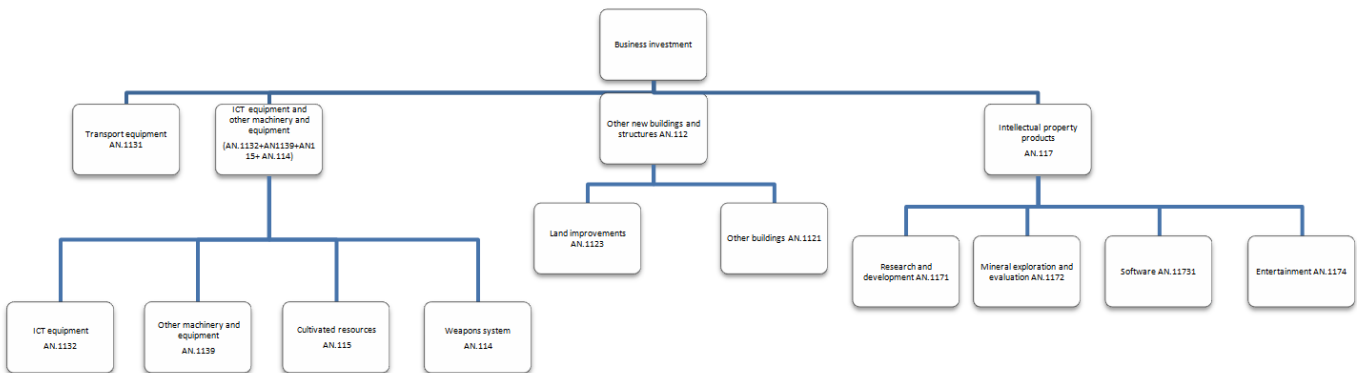 Business investment
Transport equipment
AN.1131
ICT equipment and
other machinery and
equipment
(AN.1132+AN1139+AN1
15+ AN.114)
Other new buildings and
structures AN.112
Intellectual property
products
AN.117
Land improvements
AN.1123
Other buildings AN.1121
Research and
development AN.1171
Mineral exploration and
evaluation AN.1172
Software AN.11731
Entertainment AN.1174
ICT equipment
AN.1132
Other machinery and
equipment
AN.1139
Cultivated resources
AN.115
Weapons system
AN.114